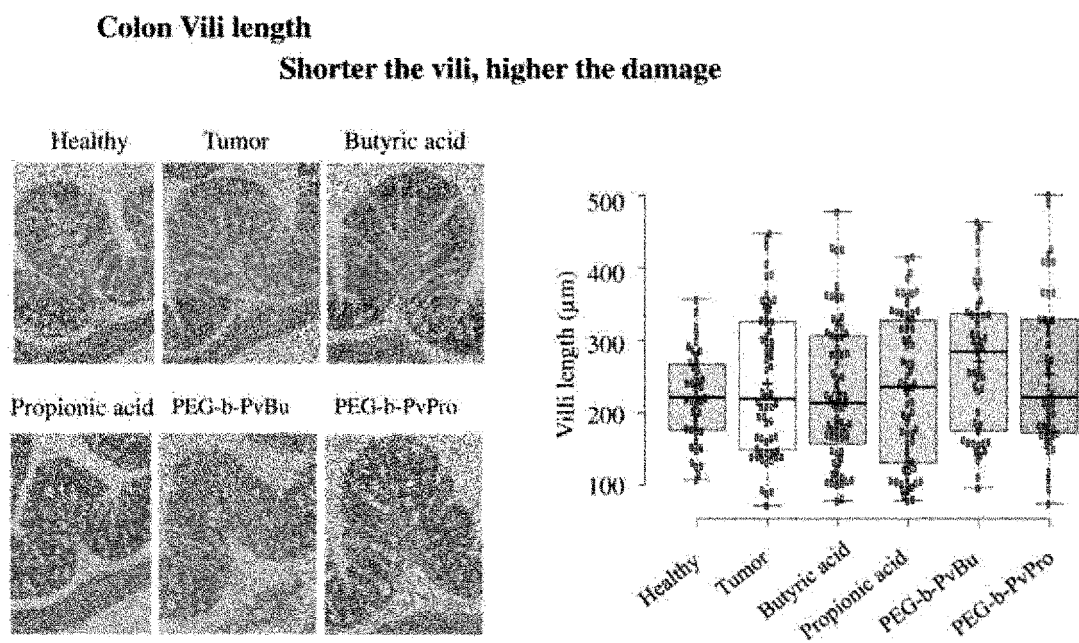 Colon Vili length
Shorter the vili, higher the damage
Healthy Tumor Butyric acid
Propionic acid PEG-b-PvBu PEG-b-PvPro
Villi length (μm)
500
400
300
200
100
Healthy
Tumor
Butyric acid
Propionic acid
PEG-b-PvBu
PEG-b-PvPro